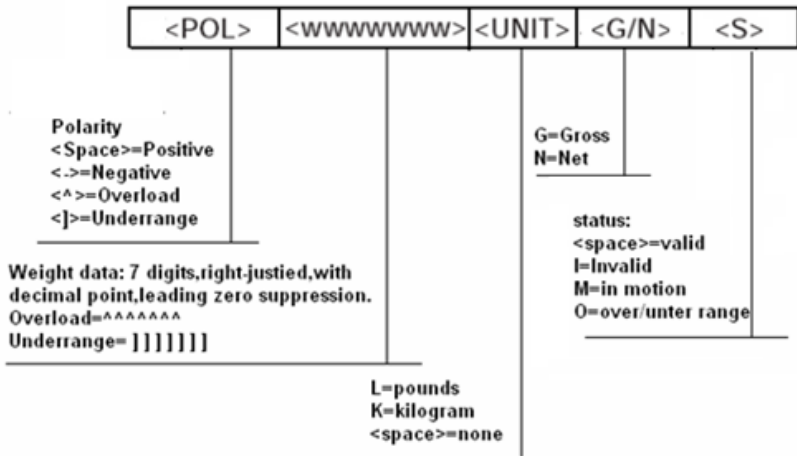 <POL> <wwwwwww> <UNIT> <G/N> <S>
Polarity
<Space>=Positive
<->=Negative
<^>=Overload
<]>=Underrange
G=Gross
N=Net
status:
<space>=valid
I=Invalid
M=in motion
O=over/unter range
Weight data: 7 digits,right-justied,with
decimal point,leading zero suppression.
Overload=^^^^^^^
Underrange= ]]]]]]]
L=pounds
K=kilogram
<space>=none